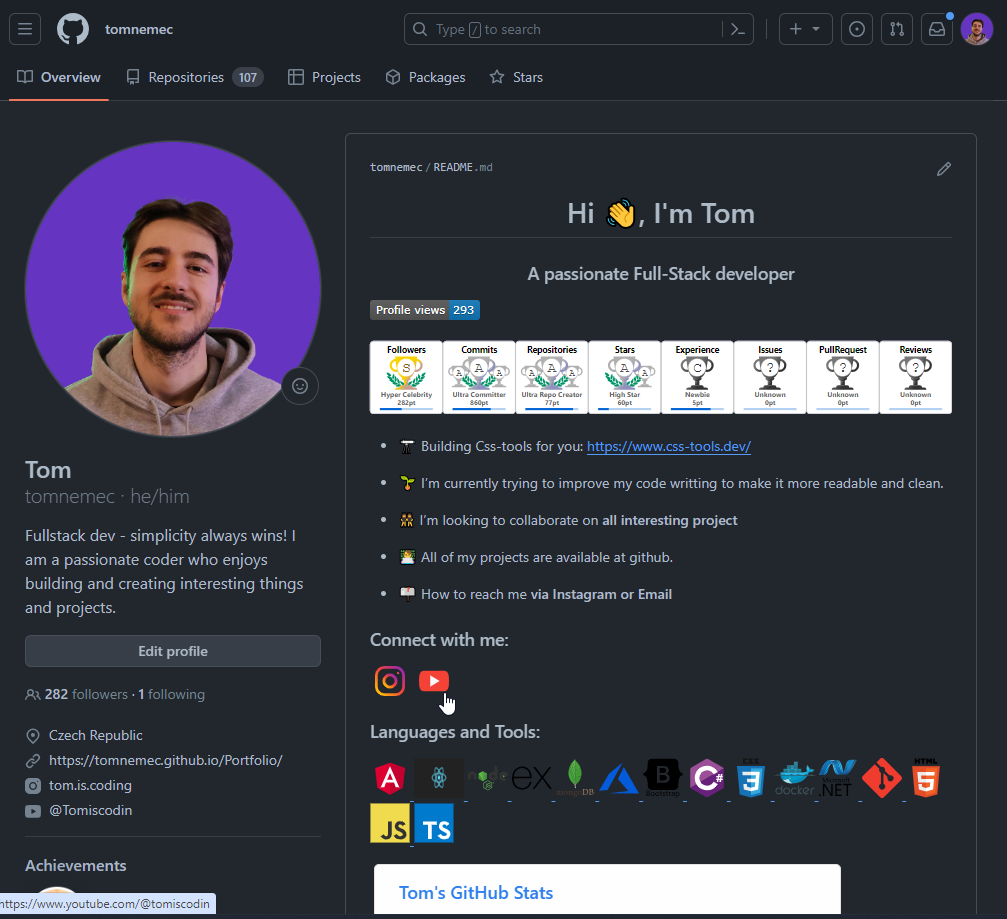 tomnemec
Type / to search
Overview
Repositories 107
Projects
Packages
Stars
tomnemec/README.md
Hi 👋, I'm Tom
A passionate Full-Stack developer
Profile views 293
Followers
S
Hyper Celebrity
282pt
Commits
A A A
Ultra Committer
860pt
Repositories
A A A
Ultra Repo Creator
77pt
Stars
A
High Star
60pt
Experience
C
Newbie
5pt
Issues
?
Unknown
0pt
PullRequest
?
Unknown
0pt
Reviews
?
Unknown
0pt
Building Css-tools for you: https://www.css-tools.dev/
I'm currently trying to improve my code writting to make it more readable and clean.
I'm looking to collaborate on all interesting project
All of my projects are available at github.
How to reach me via Instagram or Email
Connect with me:
Languages and Tools:
A
node
ex
mongoDB
B
Bootstrap
C#
CSS
3
docker
Microsoft
.NET
HTML
5
JS
TS
Tom's GitHub Stats
Tom
tomnemec · he/him
Fullstack dev - simplicity always wins! I
am a passionate coder who enjoys
building and creating interesting things
and projects.
Edit profile
282 followers · 1 following
Czech Republic
https://tomnemec.github.io/Portfolio/
tom.is.coding
@Tomiscodin
Achievements
https://www.youtube.com/@tomiscodin